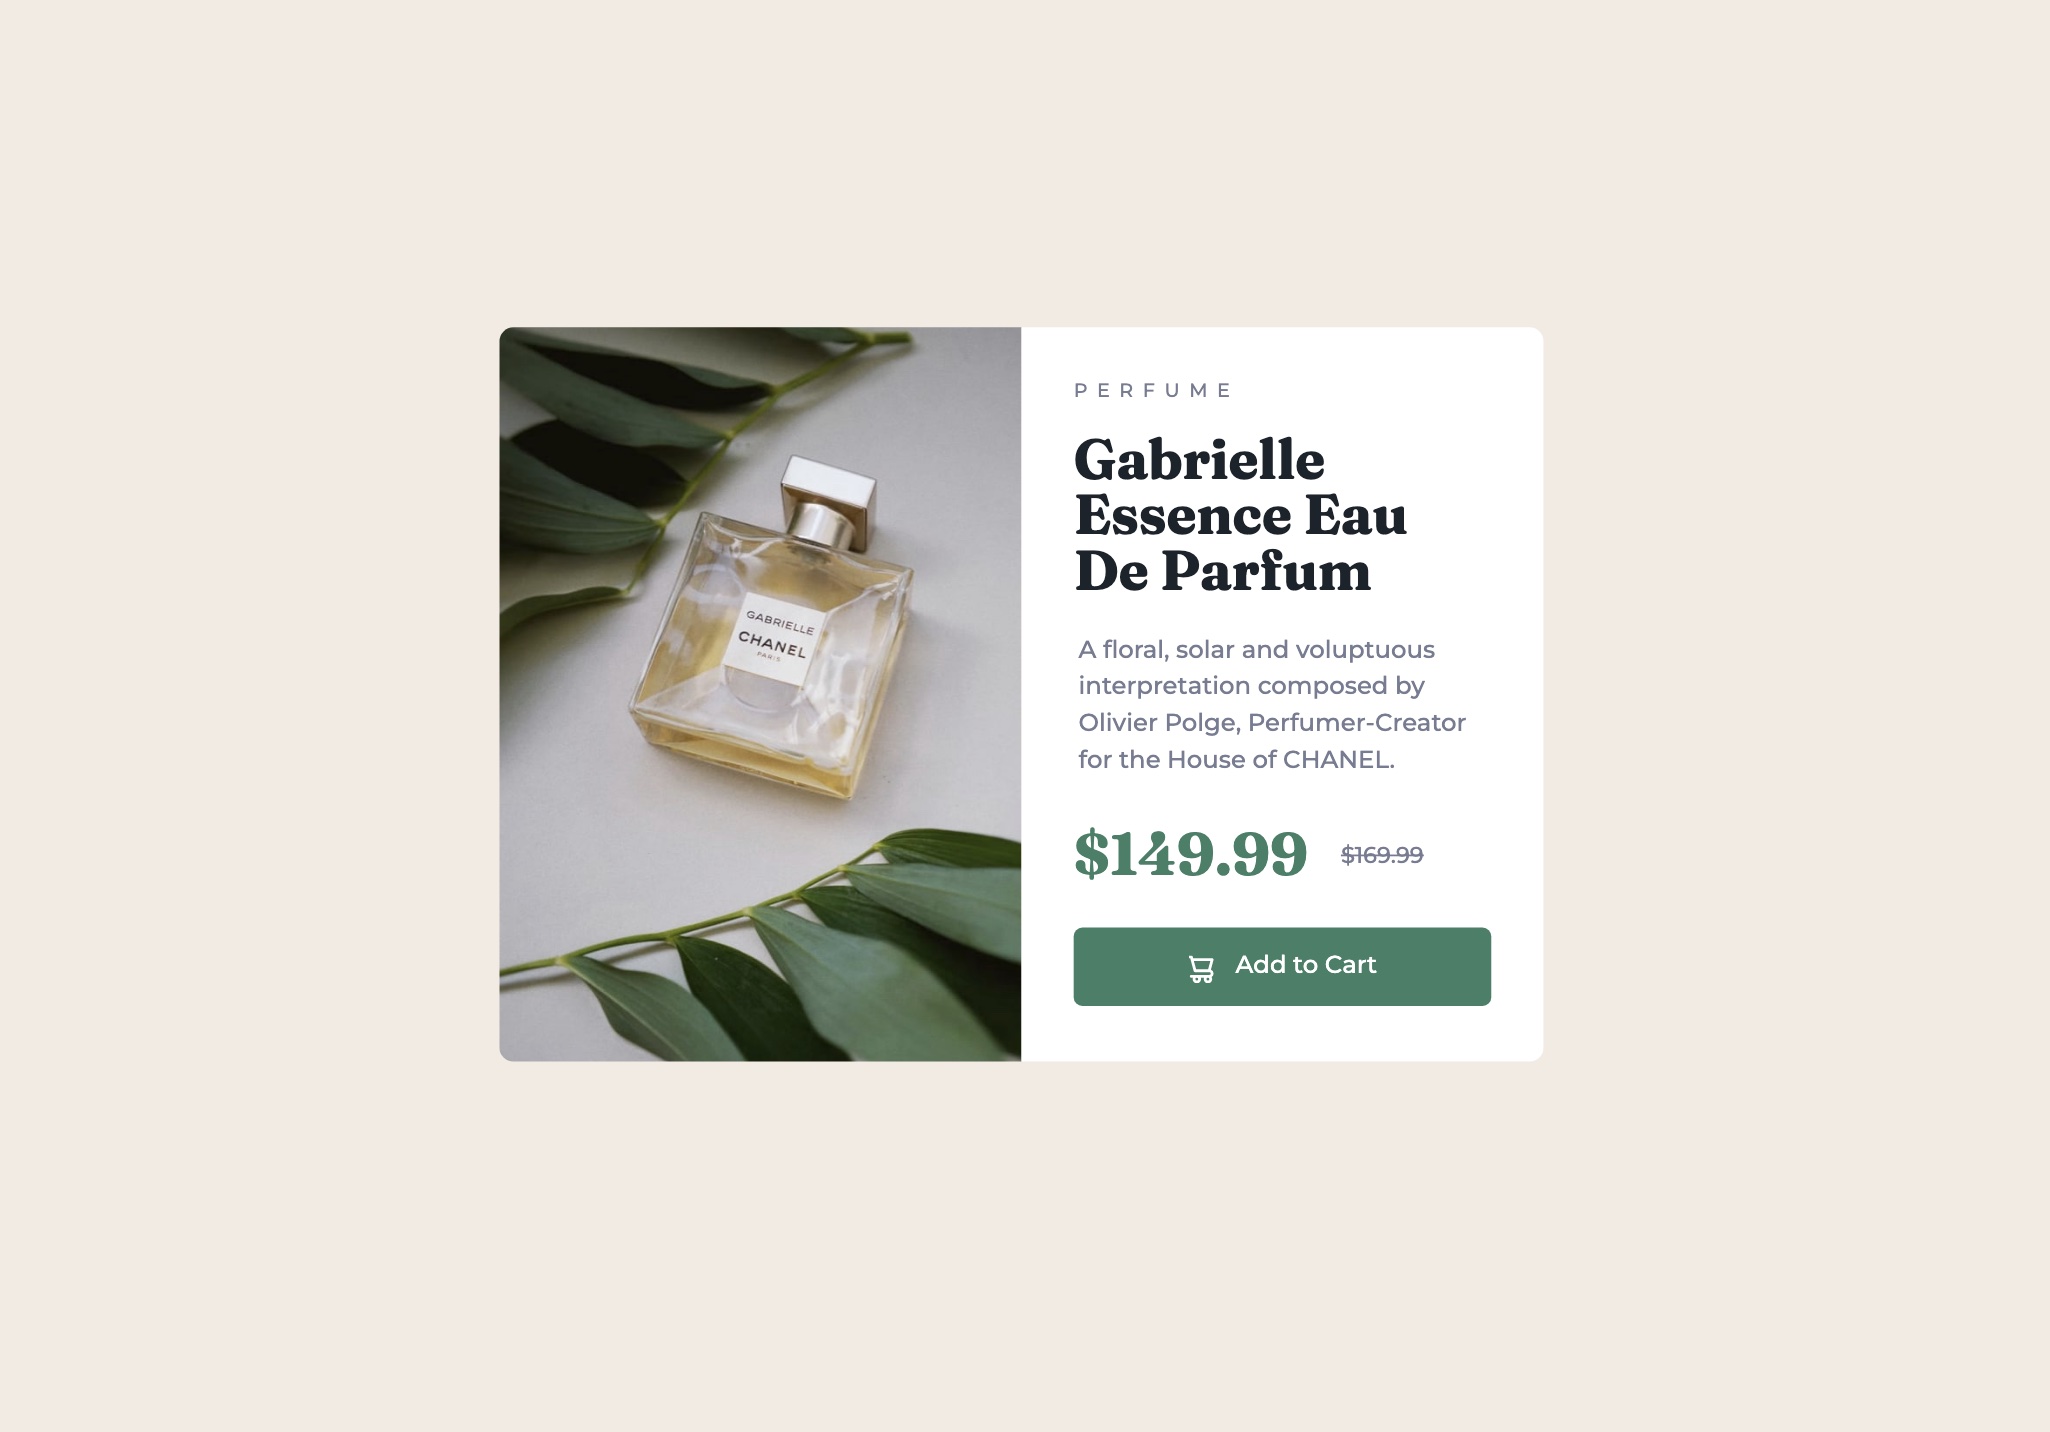 GABRIELLE
CHANEL
PARIS
PERFUME
Gabrielle
Essence Eau
De Parfum
A floral, solar and voluptuous
interpretation composed by
Olivier Polge, Perfumer-Creator
for the House of CHANEL.
$149.99 $169.99
Add to Cart